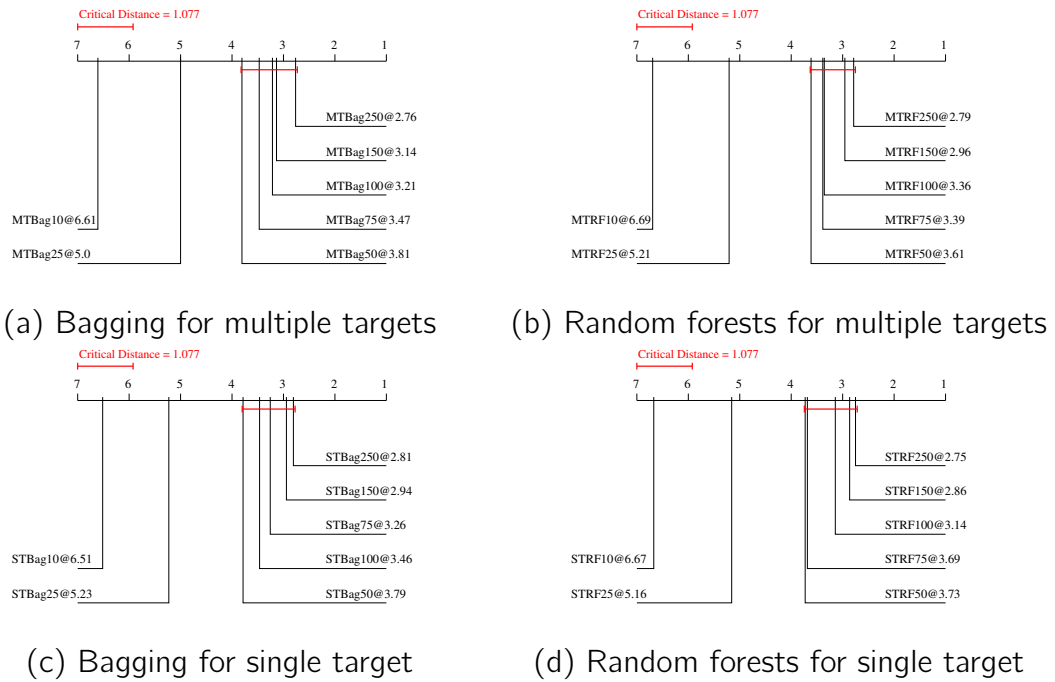 Critical Distance = 1.077
7 6 5 4 3 2 1
MTBag250@2.76
MTBag150@3.14
MTBag100@3.21
MTBag10@6.61 MTBag75@3.47
MTBag25@5.0 MTBag50@3.81
(a) Bagging for multiple targets
Critical Distance = 1.077
7 6 5 4 3 2 1
MTRF250@2.79
MTRF150@2.96
MTRF100@3.36
MTRF10@6.69 MTRF75@3.39
MTRF25@5.21 MTRF50@3.61
(b) Random forests for multiple targets
Critical Distance = 1.077
7 6 5 4 3 2 1
STBag250@2.81
STBag150@2.94
STBag75@3.26
STBag10@6.51 STBag100@3.46
STBag25@5.23 STBag50@3.79
(c) Bagging for single target
Critical Distance = 1.077
7 6 5 4 3 2 1
STRF250@2.75
STRF150@2.86
STRF100@3.14
STRF10@6.67 STRF75@3.69
STRF25@5.16 STRF50@3.73
(d) Random forests for single target